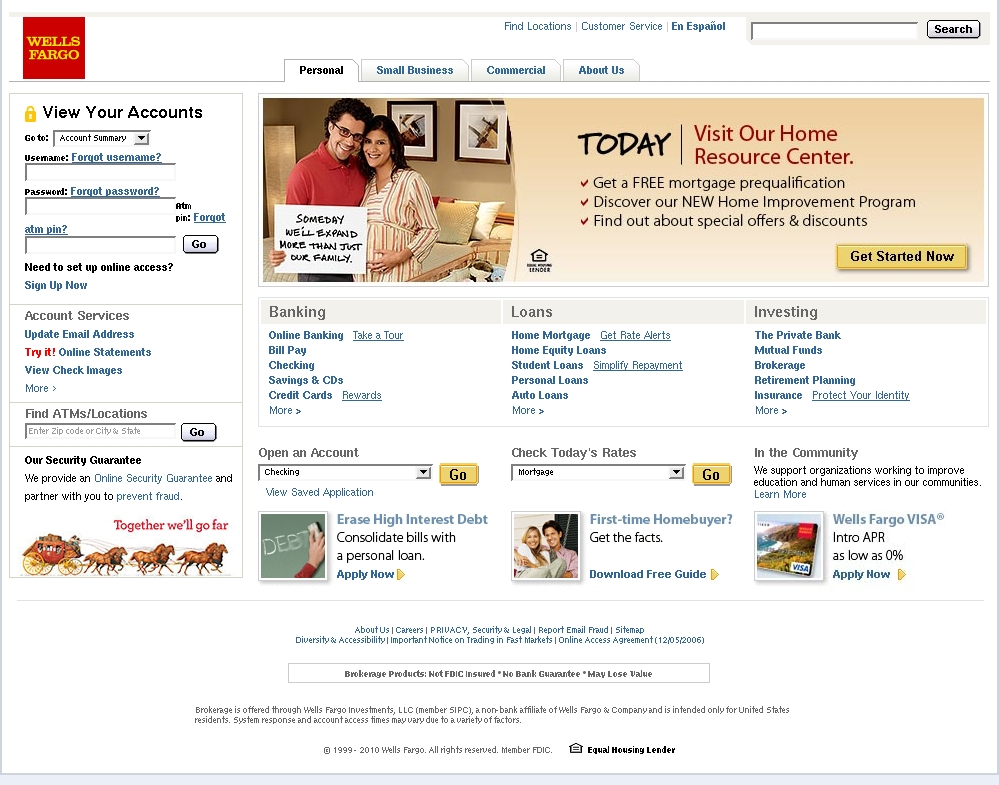 WELLS
FARGO
Find Locations | Customer Service | En Español
Search
Personal
Small Business
Commercial
About Us
View Your Accounts
Go to: Account Summary
Username: Forgot username?
Password: Forgot password?
Atm
pin: Forgot
atm pin?
Go
Need to set up online access?
Sign Up Now
Account Services
Update Email Address
Try it! Online Statements
View Check Images
More >
Find ATMs/Locations
Enter Zip code or City & State
Go
Our Security Guarantee
We provide an Online Security Guarantee and
partner with you to prevent fraud.
Together we'll go far
SOMEDAY
WE'LL EXPAND
MORE THAN JUST
OUR FAMILY.
TODAY
Visit Our Home
Resource Center.
Get a FREE mortgage prequalification
Discover our NEW Home Improvement Program
Find out about special offers & discounts
EQUAL HOUSING
LENDER
Get Started Now
Banking
Online Banking Take a Tour
Bill Pay
Checking
Savings & CDs
Credit Cards Rewards
More >
Loans
Home Mortgage Get Rate Alerts
Home Equity Loans
Student Loans Simplify Repayment
Personal Loans
Auto Loans
More >
Investing
The Private Bank
Mutual Funds
Brokerage
Retirement Planning
Insurance Protect Your Identity
More >
Open an Account
Checking
Go
View Saved Application
Check Today's Rates
Mortgage
Go
In the Community
We support organizations working to improve
education and human services in our communities.
Learn More
DEBT
Erase High Interest Debt
Consolidate bills with
a personal loan.
Apply Now
First-time Homebuyer?
Get the facts.
Download Free Guide
VISA
Wells Fargo VISA®
Intro APR
as low as 0%
Apply Now
About Us | Careers | PRIVACY, Security & Legal | Report Email Fraud | Sitemap
Diversity & Accessibility | Important Notice on Trading in Fast Markets | Online Access Agreement (12/05/2006)
Brokerage Products: Not FDIC Insured * No Bank Guarantee * May Lose Value
Brokerage is offered through Wells Fargo Investments, LLC (member SIPC), a non-bank affiliate of Wells Fargo & Company and is intended only for United States
residents. System response and account access times may vary due to a variety of factors.
© 1999 - 2010 Wells Fargo. All rights reserved. Member FDIC.
Equal Housing Lender